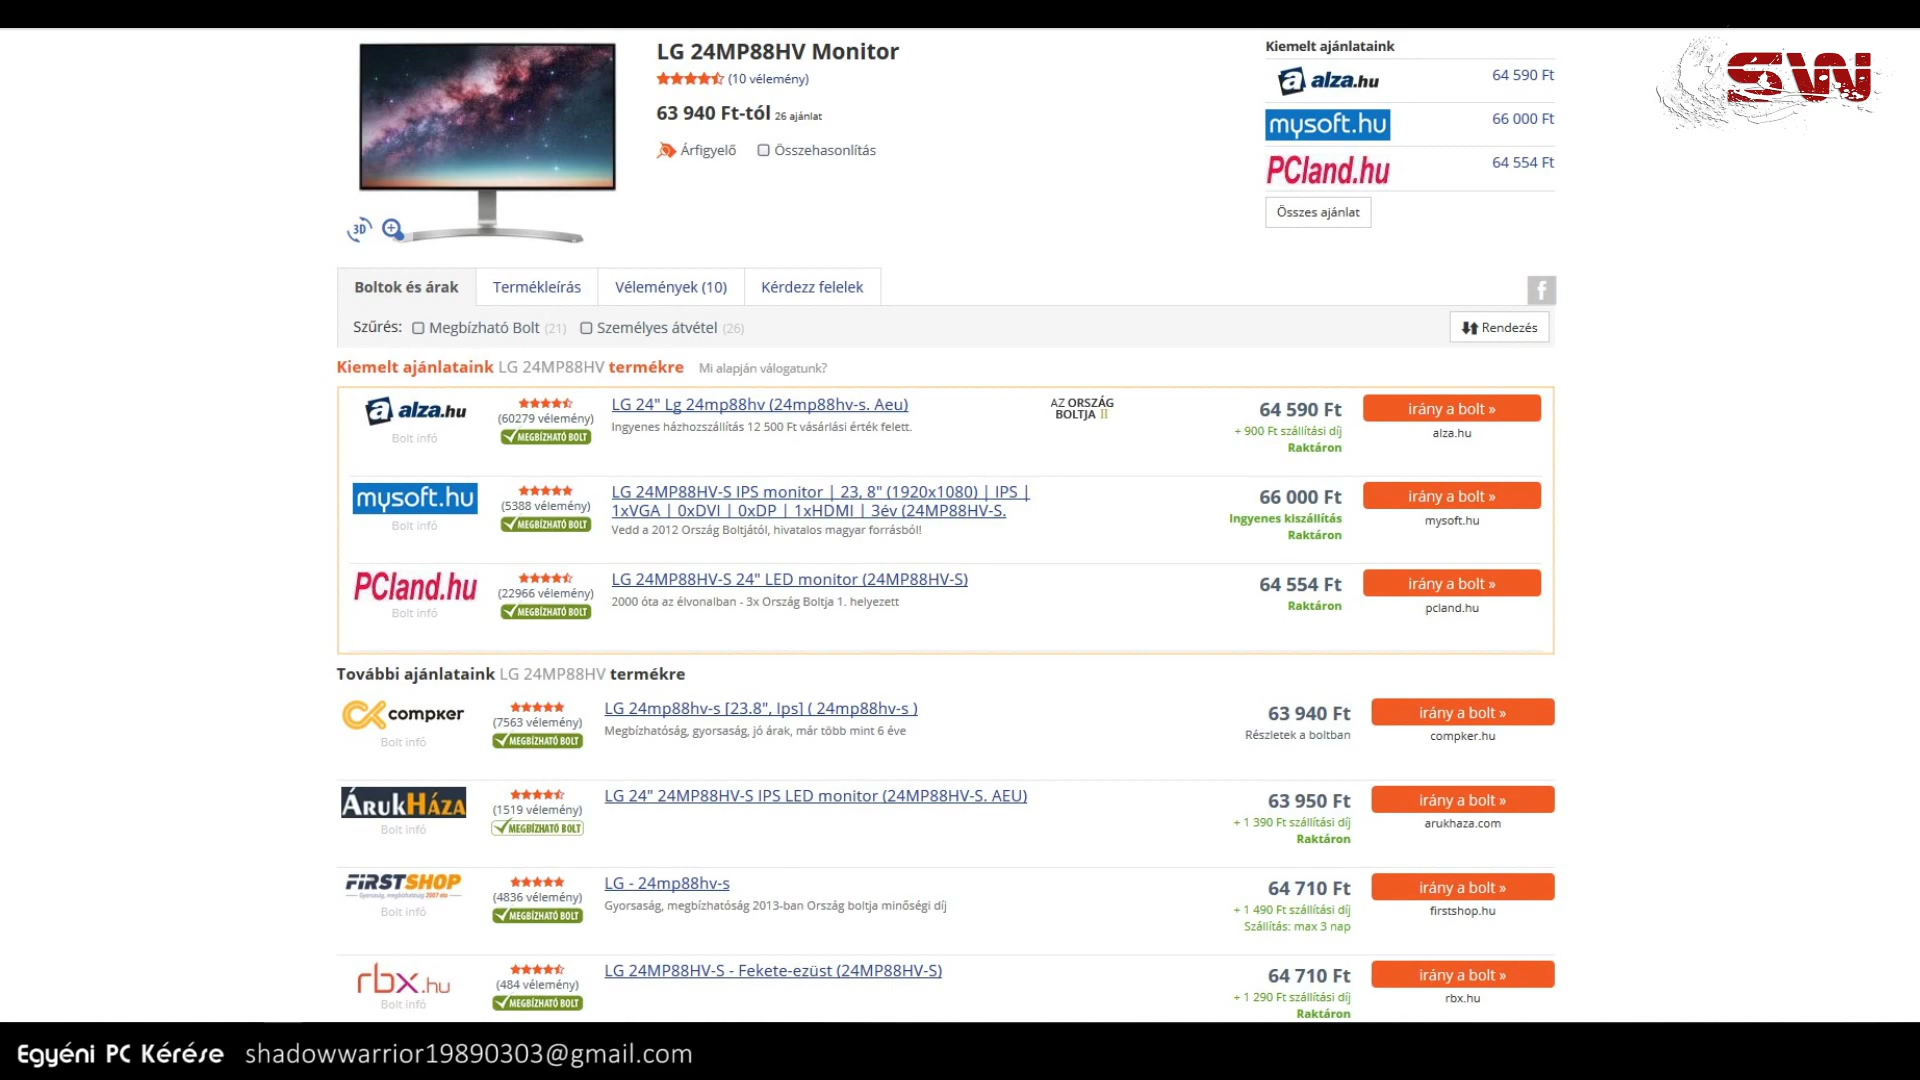 LG 24MP88HV Monitor
(10 vélemény)
63 940 Ft-tól 26 ajánlat
Árfigyelő Összehasonlítás
3D
Kiemelt ajánlataink
alza.hu 64 590 Ft
mysoft.hu 66 000 Ft
PCland.hu 64 554 Ft
Összes ajánlat
SW
Boltok és árak Termékleírás Vélemények (10) Kérdezz felelek
f
Szűrés: Megbízható Bolt (21) Személyes átvétel (26) Rendezés
Kiemelt ajánlataink LG 24MP88HV termékre Mi alapján válogatunk?
alza.hu
Bolt infó
(60279 vélemény)
MEGBÍZHATÓ BOLT
LG 24" Lg 24mp88hv (24mp88hv-s. Aeu)
Ingyenes házhozszállítás 12 500 Ft vásárlási érték felett.
AZ ORSZÁG
BOLTJA II
64 590 Ft
+ 900 Ft szállítási díj
Raktáron
irány a bolt »
alza.hu
mysoft.hu
Bolt infó
(5388 vélemény)
MEGBÍZHATÓ BOLT
LG 24MP88HV-S IPS monitor | 23, 8" (1920x1080) | IPS |
1xVGA | 0xDVI | 0xDP | 1xHDMI | 3év (24MP88HV-S.
Vedd a 2012 Ország Boltjától, hivatalos magyar forrásból!
66 000 Ft
Ingyenes kiszállítás
Raktáron
irány a bolt »
mysoft.hu
PCland.hu
Bolt infó
(22966 vélemény)
MEGBÍZHATÓ BOLT
LG 24MP88HV-S 24" LED monitor (24MP88HV-S)
2000 óta az élvonalban - 3x Ország Boltja 1. helyezett
64 554 Ft
Raktáron
irány a bolt »
pcland.hu
További ajánlataink LG 24MP88HV termékre
compker
Bolt infó
(7563 vélemény)
MEGBÍZHATÓ BOLT
LG 24mp88hv-s [23.8", Ips] ( 24mp88hv-s )
Megbízhatóság, gyorsaság, jó árak, már több mint 6 éve
63 940 Ft
Részletek a boltban
irány a bolt »
compker.hu
ÁrukHáza
Bolt infó
(1519 vélemény)
MEGBÍZHATÓ BOLT
LG 24" 24MP88HV-S IPS LED monitor (24MP88HV-S. AEU)
63 950 Ft
+ 1 390 Ft szállítási díj
Raktáron
irány a bolt »
arukhaza.com
FiRSTSHOP
Gyorsaság, megbízhatóság 2007 óta
Bolt infó
(4836 vélemény)
MEGBÍZHATÓ BOLT
LG - 24mp88hv-s
Gyorsaság, megbízhatóság 2013-ban Ország boltja minőségi díj
64 710 Ft
+ 1 490 Ft szállítási díj
Szállítás: max 3 nap
irány a bolt »
firstshop.hu
rbx.hu
Bolt infó
(484 vélemény)
MEGBÍZHATÓ BOLT
LG 24MP88HV-S - Fekete-ezüst (24MP88HV-S)
64 710 Ft
+ 1 290 Ft szállítási díj
Raktáron
irány a bolt »
rbx.hu
Egyéni PC Kérése shadowwarrior19890303@gmail.com